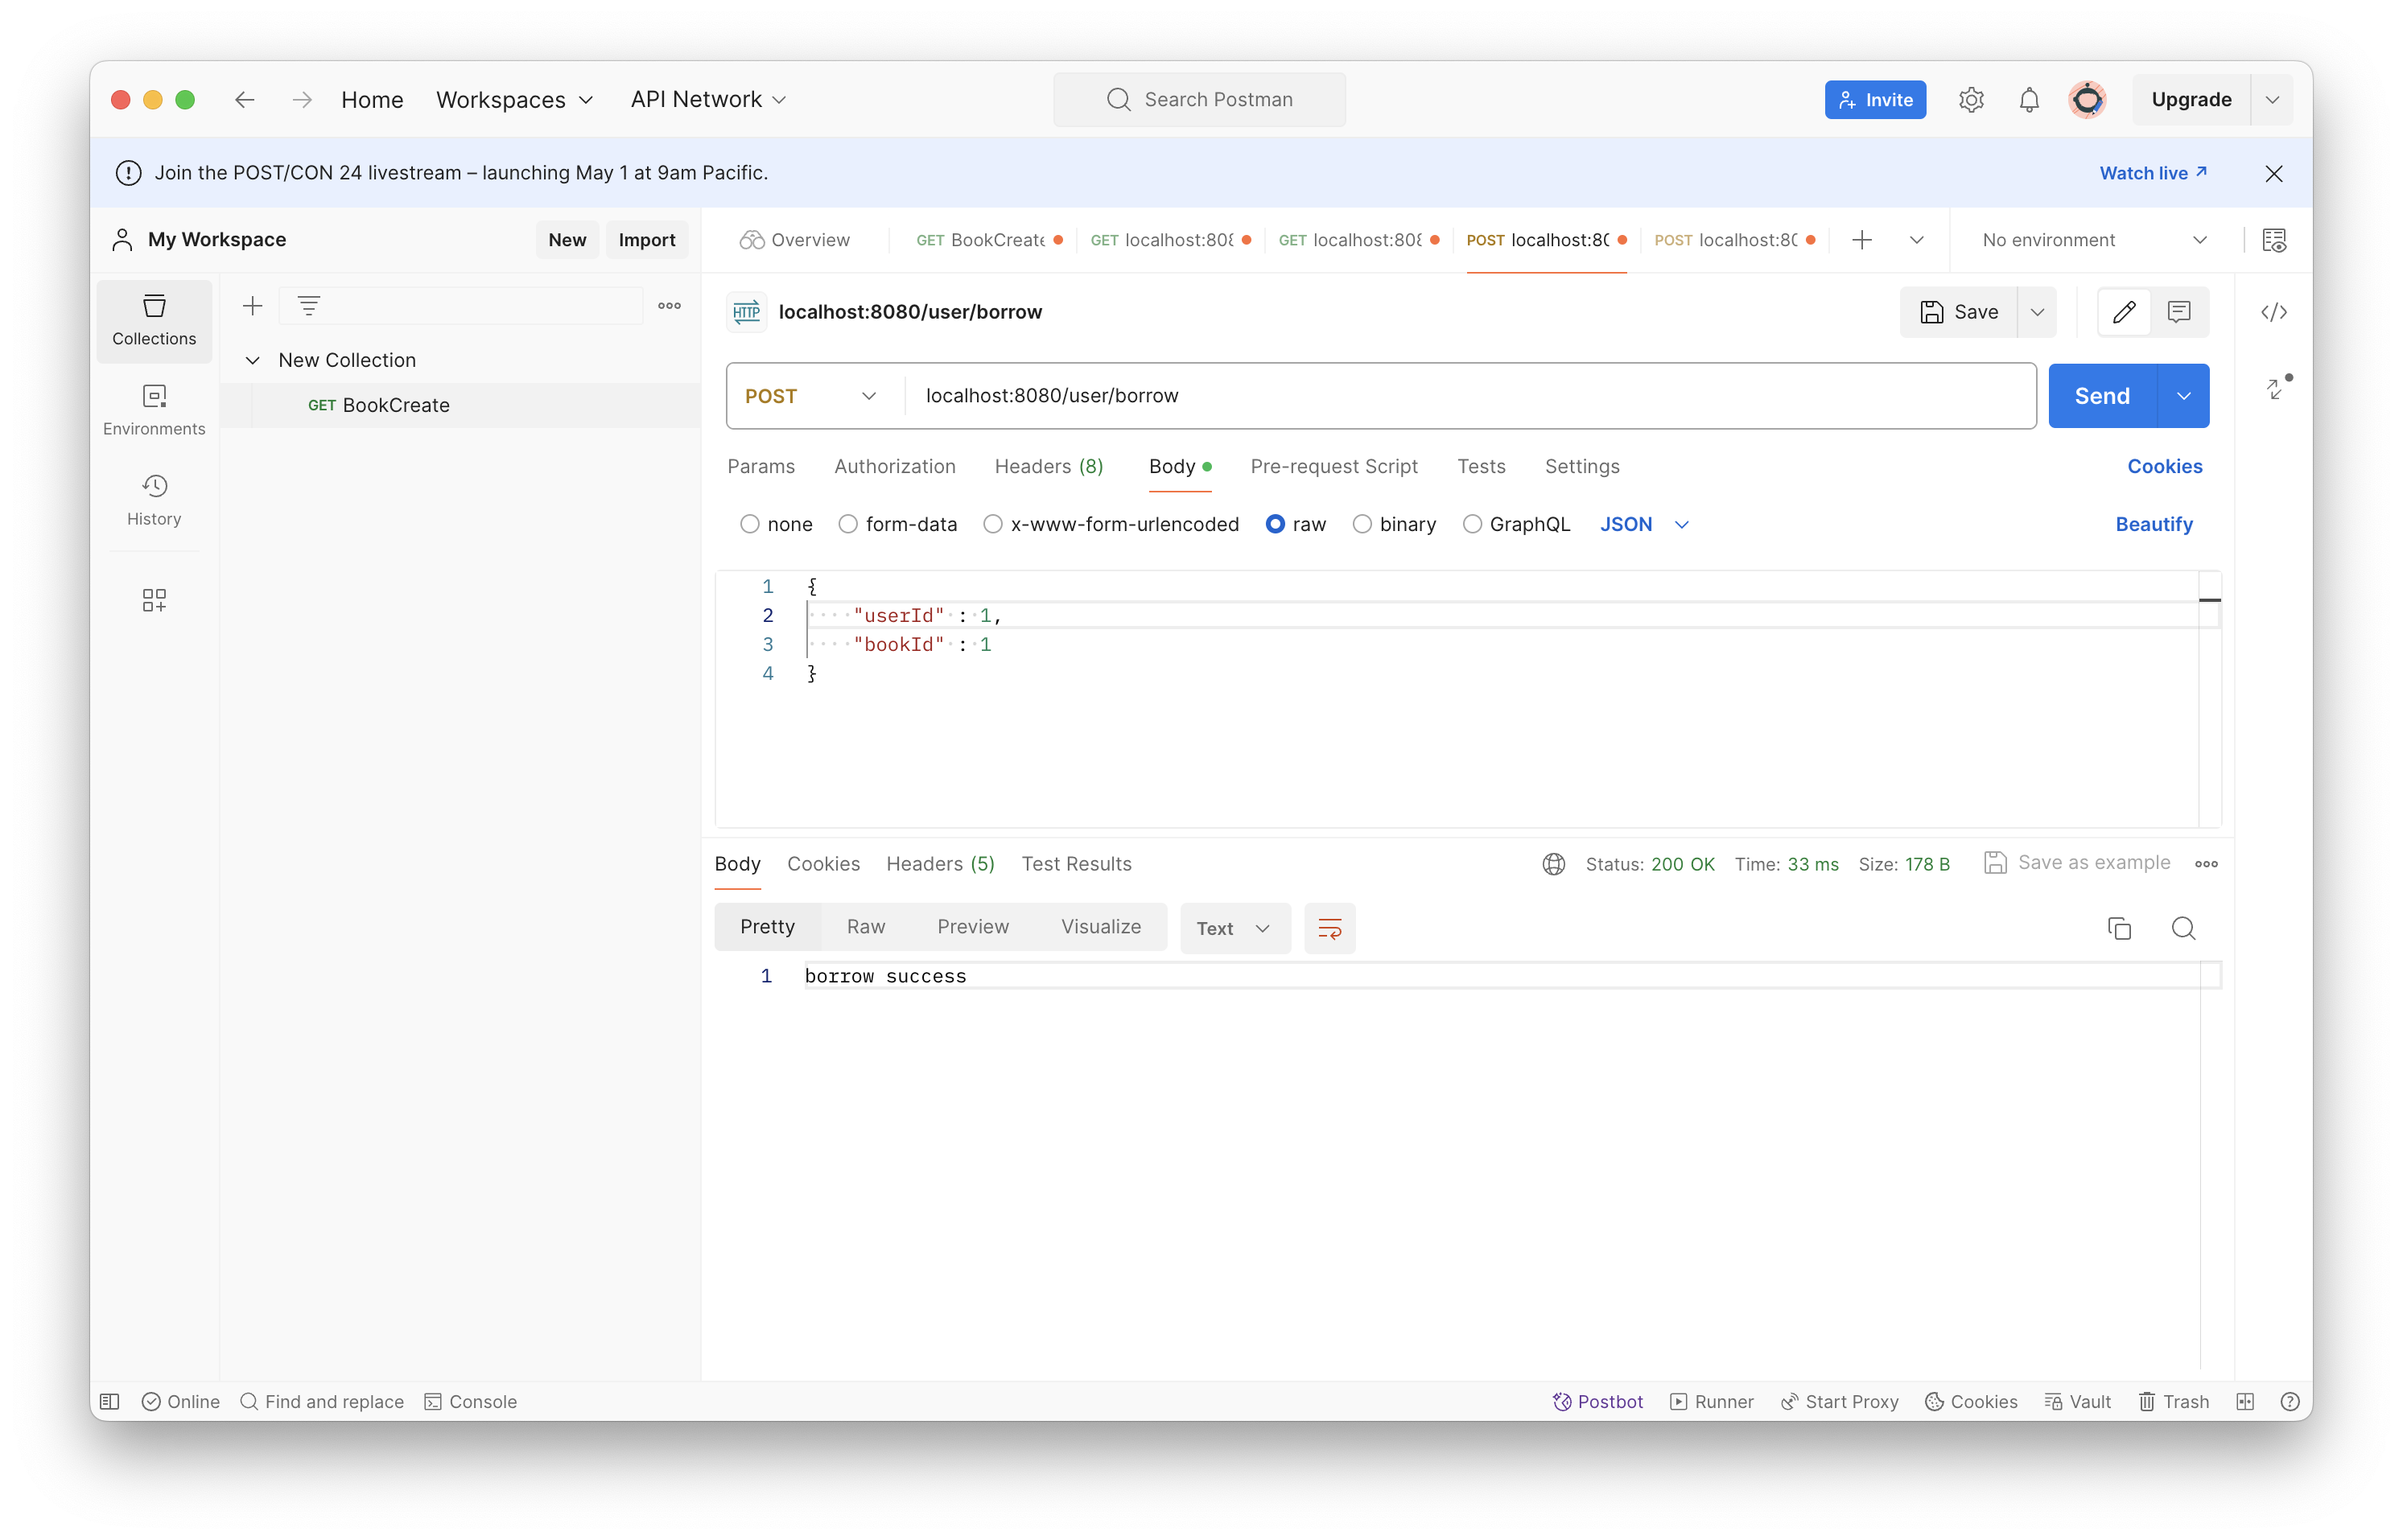 Home Workspaces API Network Search Postman Invite Upgrade
Join the POST/CON 24 livestream – launching May 1 at 9am Pacific. Watch live
My Workspace New Import
Overview GET BookCreate GET localhost:808 GET localhost:808 POST localhost:80 POST localhost:80 No environment
Collections
Environments
History
New Collection
GET BookCreate
HTTP localhost:8080/user/borrow Save
POST localhost:8080/user/borrow Send
Params Authorization Headers (8) Body Pre-request Script Tests Settings Cookies
none form-data x-www-form-urlencoded raw binary GraphQL JSON Beautify
1 {
2 "userId" : 1,
3 "bookId" : 1
4 }
Body Cookies Headers (5) Test Results Status: 200 OK Time: 33 ms Size: 178 B Save as example
Pretty Raw Preview Visualize Text
1 borrow success
Online Find and replace Console Postbot Runner Start Proxy Cookies Vault Trash